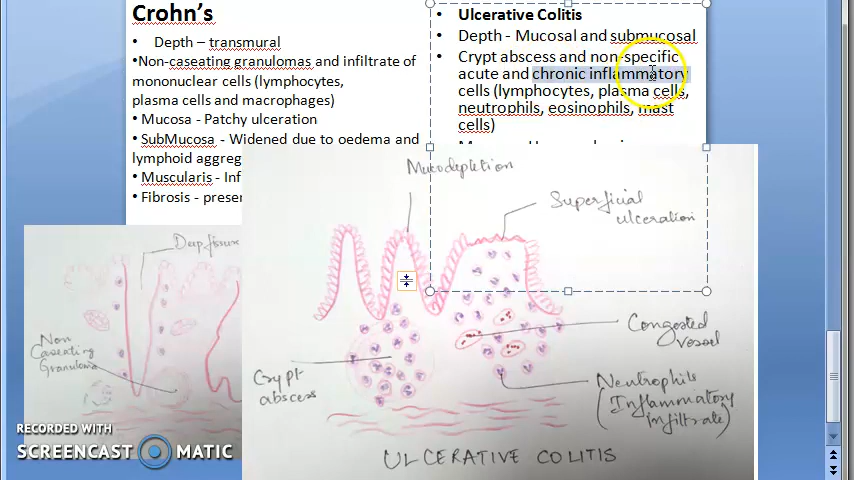 Crohn's
• Depth – transmural
•Non-caseating granulomas and infiltrate of
mononuclear cells (lymphocytes,
plasma cells and macrophages)
• Mucosa - Patchy ulceration
• SubMucosa - Widened due to oedema and
lymphoid aggreg
• Muscularis - Inf
• Fibrosis - presen
• Ulcerative Colitis
• Depth - Mucosal and submucosal
• Crypt abscess and non-specific
acute and chronic inflammatory
cells (lymphocytes, plasma cells,
neutrophils, eosinophils, mast
cells)
Deep fissur
Non
Caseating
Granuloma
Mucodepletion
Superficial
ulceration
Congested
vessel
Crypt
abscess
Neutrophils
(Inflammatory
infiltrate)
ULCERATIVE COLITIS
RECORDED WITH
SCREENCAST MATIC